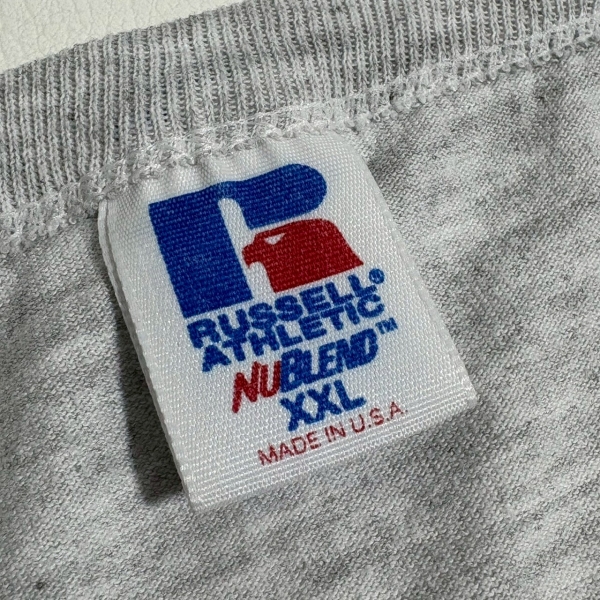 RUSSELL®
ATHLETIC
NUBLEND™
XXL
MADE IN U.S.A.